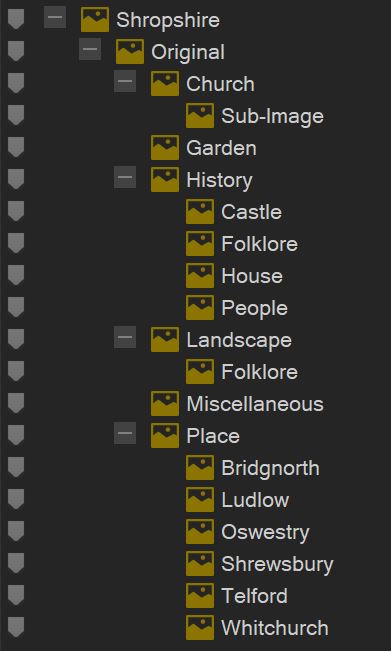 Shropshire
Original
Church
Sub-Image
Garden
History
Castle
Folklore
House
People
Landscape
Folklore
Miscellaneous
Place
Bridgnorth
Ludlow
Oswestry
Shrewsbury
Telford
Whitchurch